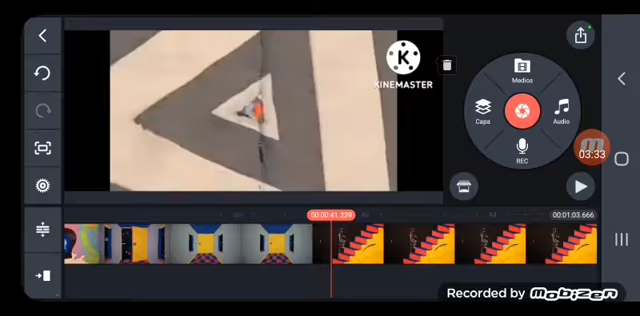 K
KINEMASTER
Medios
Capa
Audio
REC
03:33
00:00:41.239
00:01:03.666
Recorded by mobizen